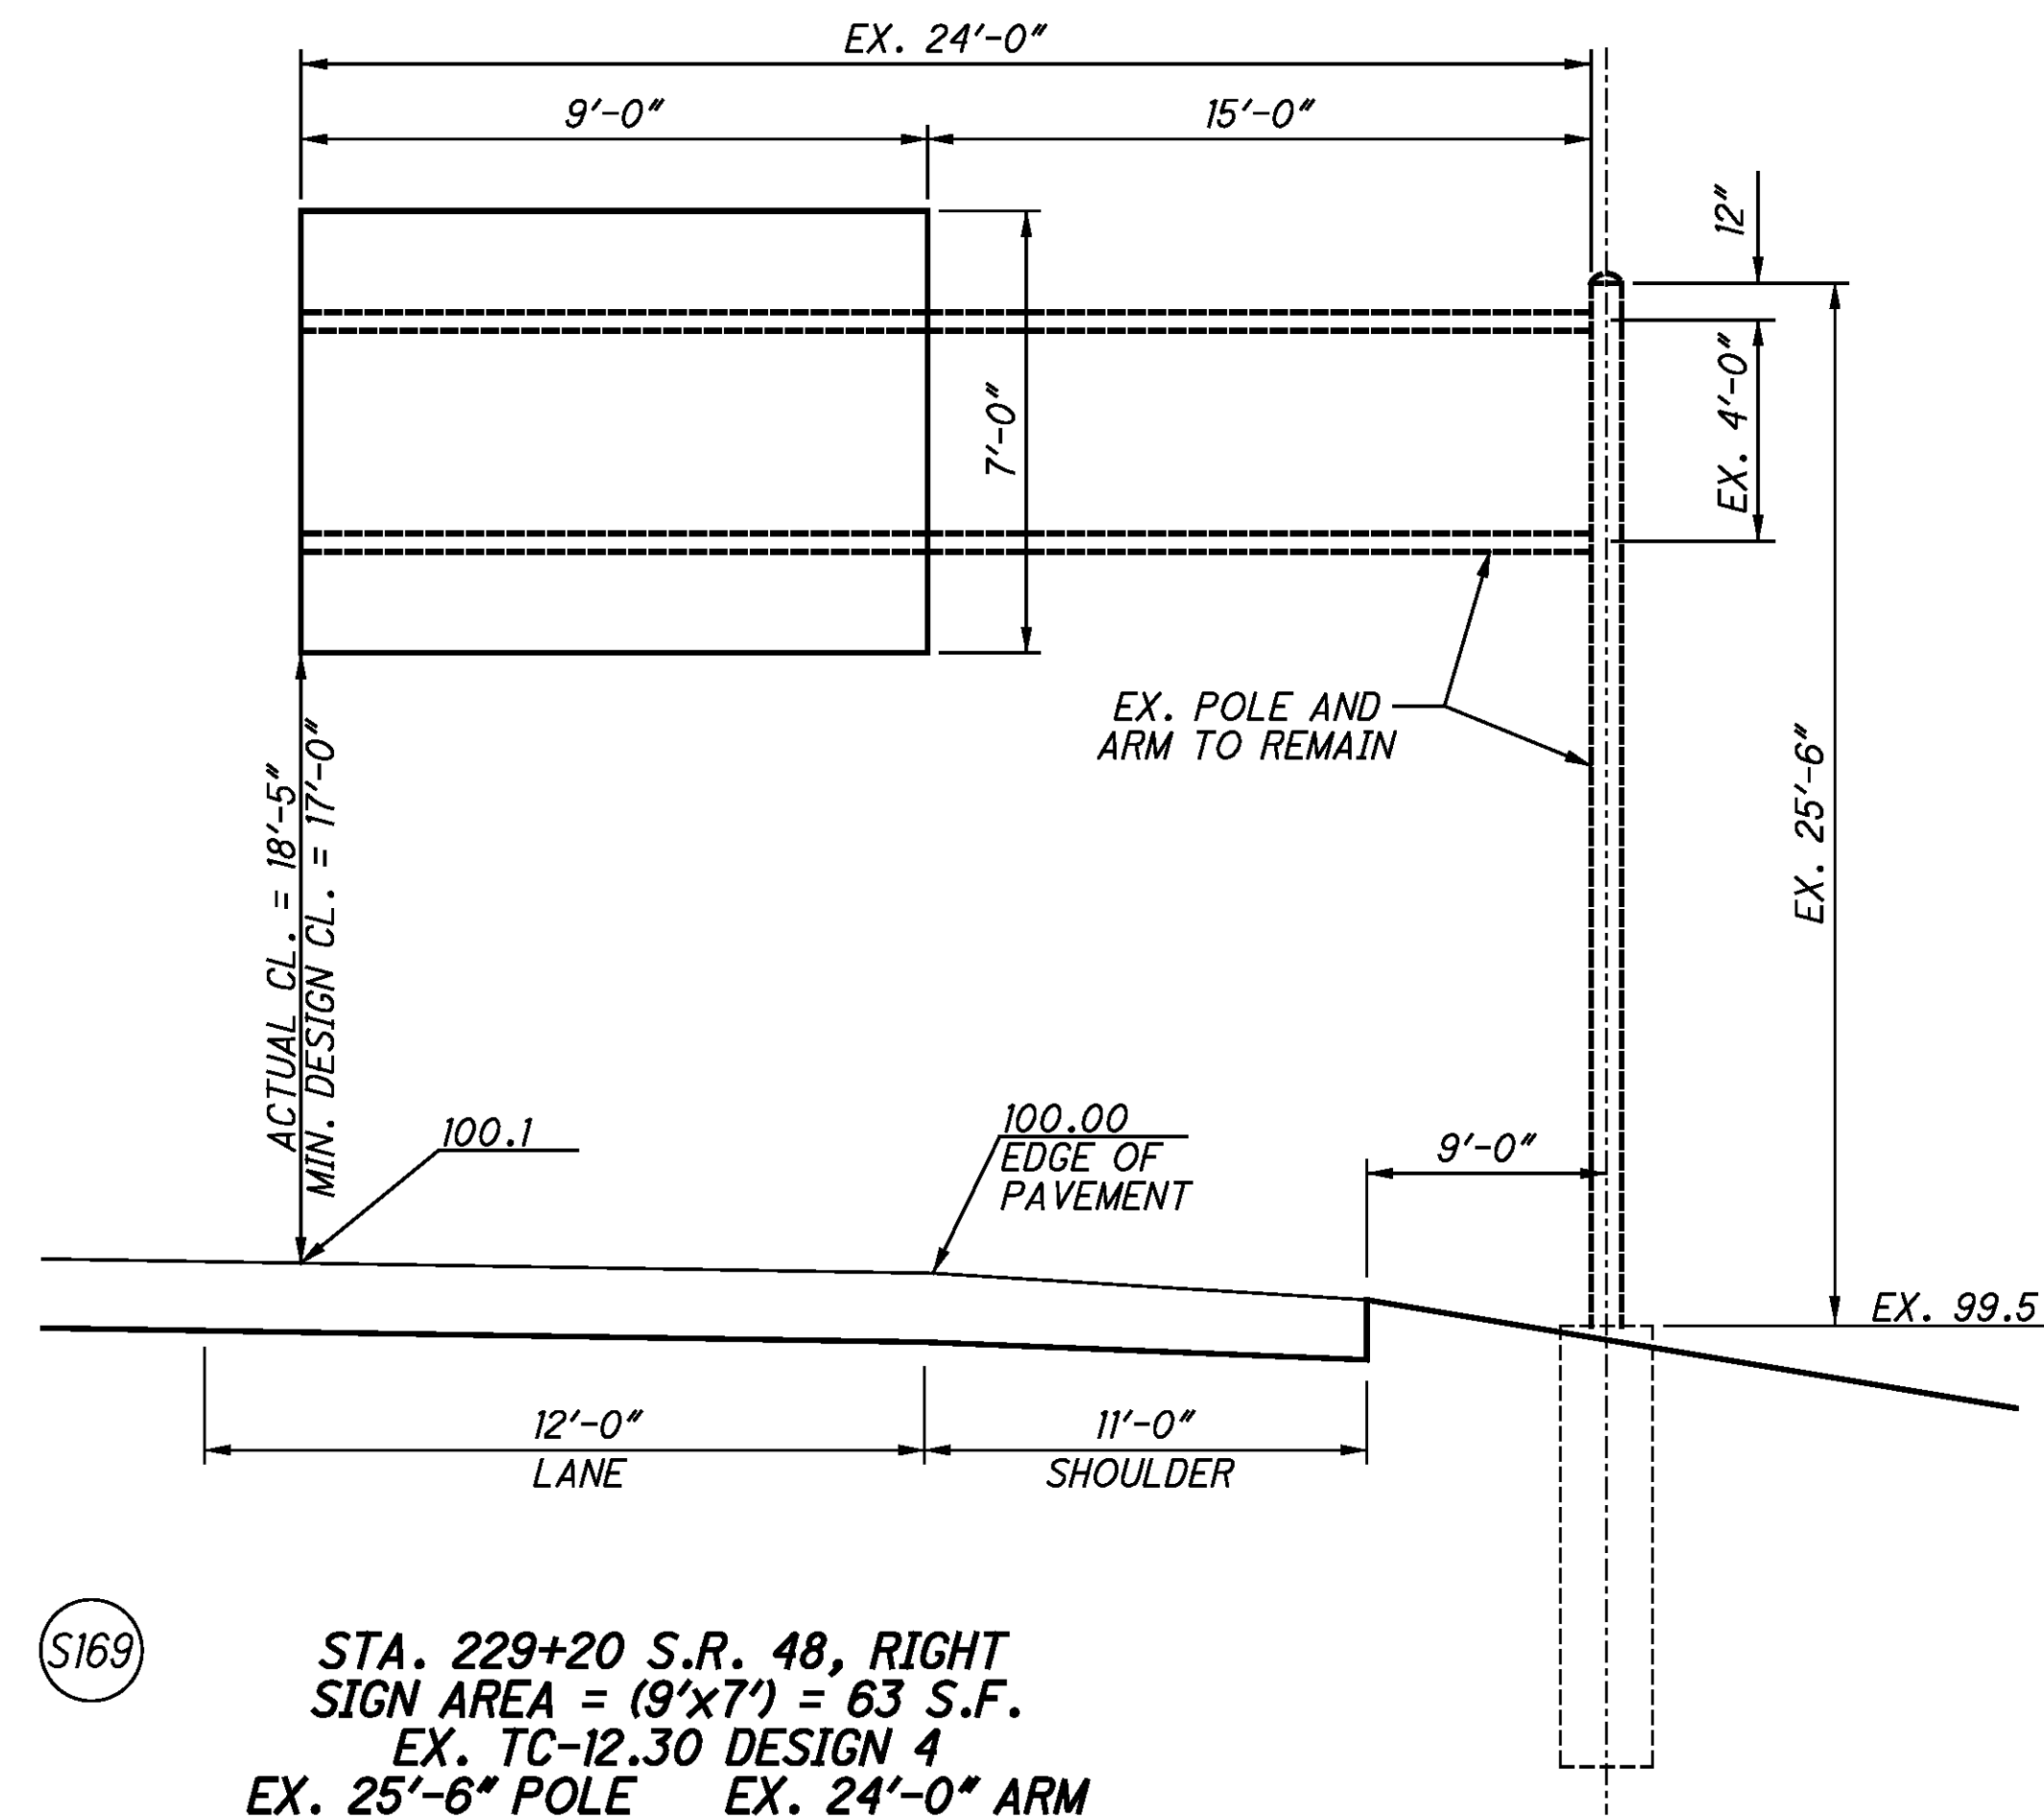 EX. 24'-0"
9'-0"
15'-0"
12"
EX. 4'-0"
7'-0"
EX. POLE AND
ARM TO REMAIN
EX. 25'-6"
ACTUAL CL. = 18'-5"
MIN. DESIGN CL. = 17'-0"
100.1
100.00
EDGE OF
PAVEMENT
9'-0"
EX. 99.5
12'-0"
LANE
11'-0"
SHOULDER
S169
STA. 229+20 S.R. 48, RIGHT
SIGN AREA = (9'x7') = 63 S.F.
EX. TC-12.30 DESIGN 4
EX. 25'-6" POLE EX. 24'-0" ARM